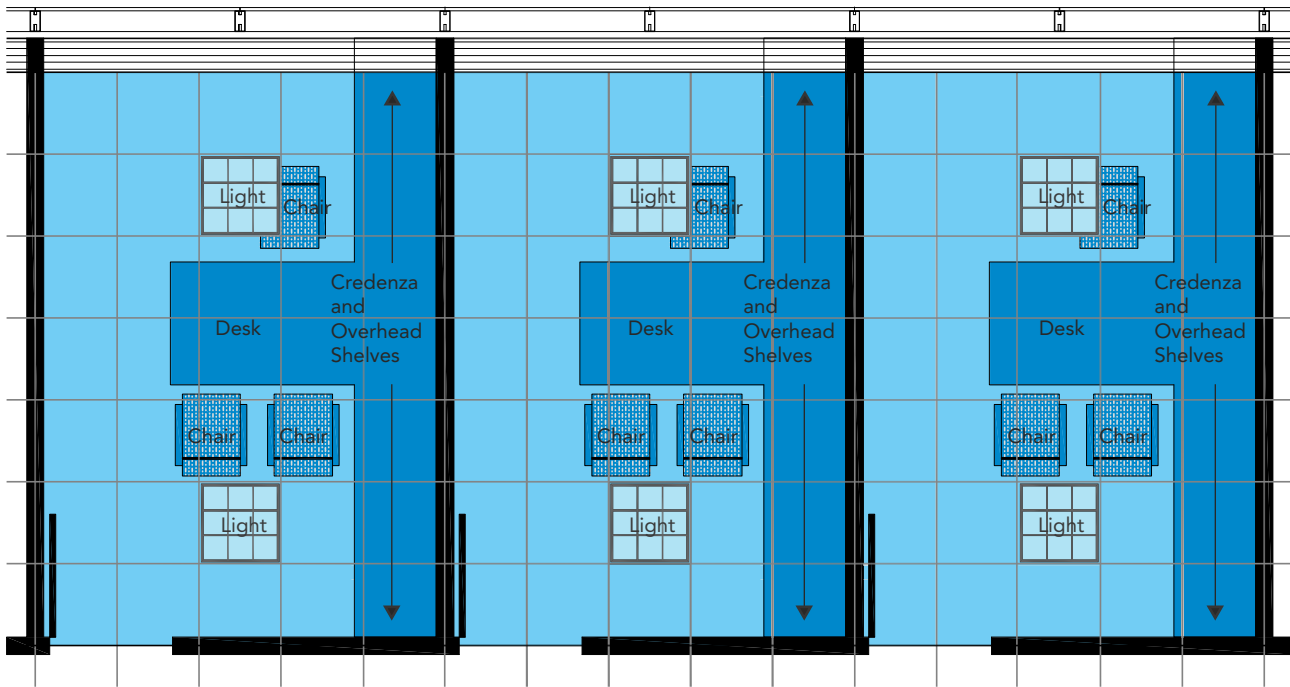 Light
Chair
Credenza
and
Overhead
Shelves
Desk
Chair
Chair
Light
Light
Chair
Credenza
and
Overhead
Shelves
Desk
Chair
Chair
Light
Light
Chair
Credenza
and
Overhead
Shelves
Desk
Chair
Chair
Light